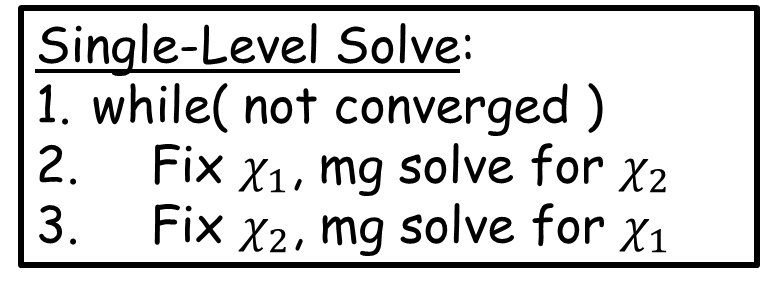 Single-Level Solve:
1. while( not converged )
2. Fix χ₁, mg solve for χ₂
3. Fix χ₂, mg solve for χ₁